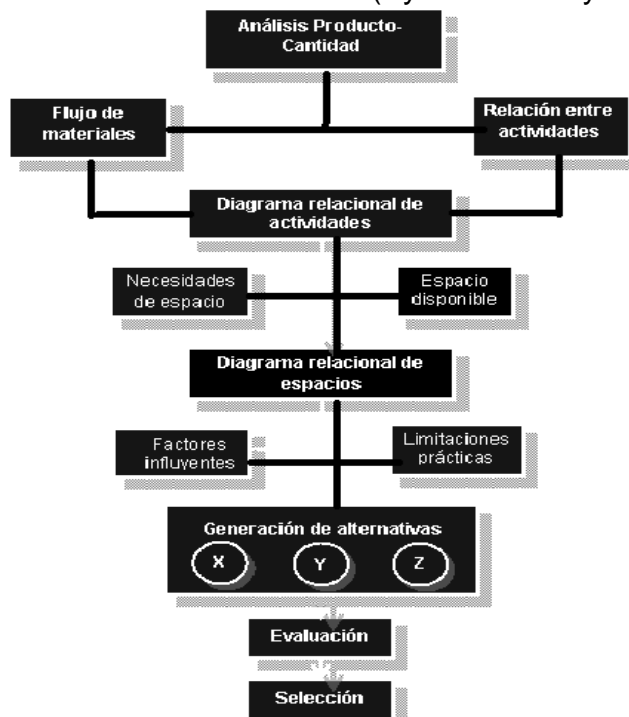 Análisis Producto-
Cantidad
Flujo de
materiales
Relación entre
actividades
Diagrama relacional de
actividades
Necesidades
de espacio
Espacio
disponible
Diagrama relacional de
espacios
Factores
influyentes
Limitaciones
prácticas
Generación de alternativas
X Y Z
Evaluación
Selección